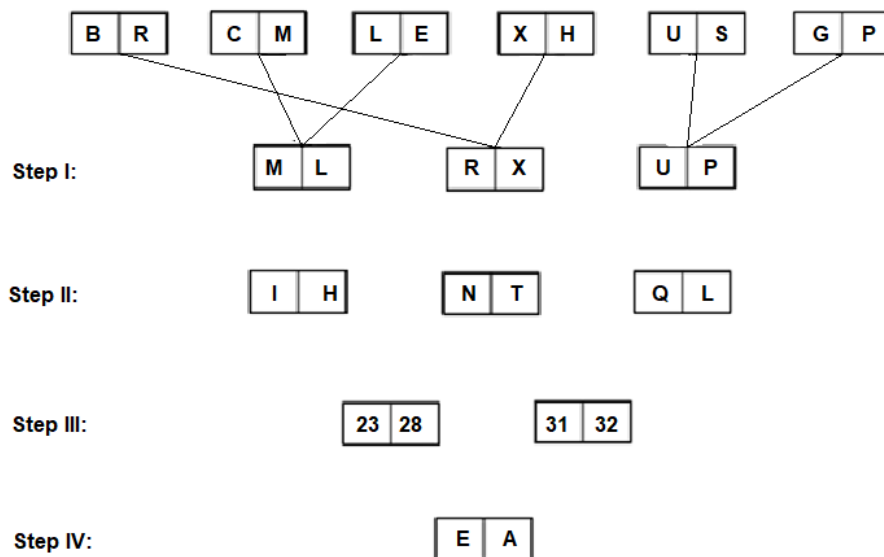 B R C M L E X H U S G P
Step I: M L R X U P
Step II: I H N T Q L
Step III: 23 28 31 32
Step IV: E A